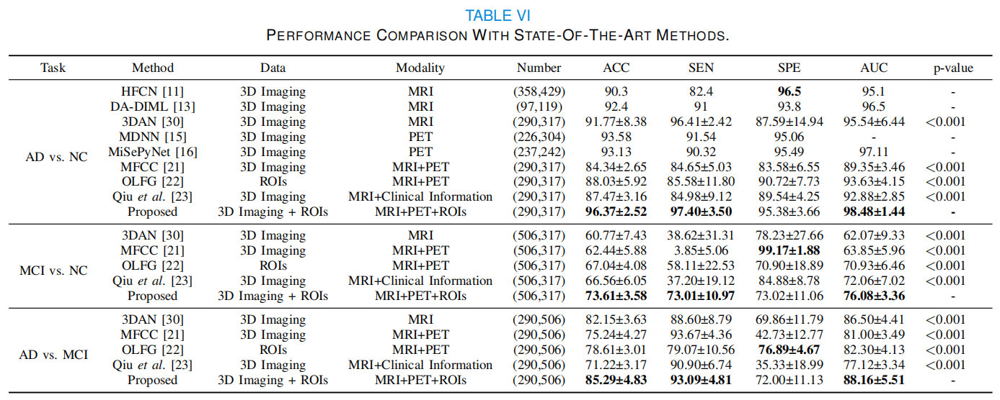 TABLE VI
PERFORMANCE COMPARISON WITH STATE-OF-THE-ART METHODS.
Task Method Data Modality Number ACC SEN SPE AUC p-value
HFCN [11] 3D Imaging MRI (358,429) 90.3 82.4 96.5 95.1 -
DA-DIML [13] 3D Imaging MRI (97,119) 92.4 91 93.8 96.5 -
3DAN [30] 3D Imaging MRI (290,317) 91.77±8.38 96.41±2.42 87.59±14.94 95.54±6.44 <0.001
MDNN [15] 3D Imaging PET (226,304) 93.58 91.54 95.06 - -
AD vs. NC MiSePyNet [16] 3D Imaging PET (237,242) 93.13 90.32 95.49 97.11 -
MFCC [21] 3D Imaging MRI+PET (290,317) 84.34±2.65 84.65±5.03 83.58±6.55 89.35±3.46 <0.001
OLFG [22] ROIs MRI+PET (290,317) 88.03±5.92 85.58±11.80 90.72±7.73 93.63±4.15 <0.001
Qiu et al. [23] 3D Imaging MRI+Clinical Information (290,317) 87.47±3.16 84.98±9.12 89.54±4.25 92.88±2.85 <0.001
Proposed 3D Imaging + ROIs MRI+PET+ROIs (290,317) 96.37±2.52 97.40±3.50 95.38±3.66 98.48±1.44 -
3DAN [30] 3D Imaging MRI (506,317) 60.77±7.43 38.62±31.31 78.23±27.66 62.07±9.33 <0.001
MFCC [21] 3D Imaging MRI+PET (506,317) 62.44±5.88 3.85±5.06 99.17±1.88 63.85±5.96 <0.001
MCI vs. NC OLFG [22] ROIs MRI+PET (506,317) 67.04±4.08 58.11±22.53 70.90±18.89 70.93±6.46 <0.001
Qiu et al. [23] 3D Imaging MRI+Clinical Information (506,317) 66.56±6.05 37.20±19.12 84.88±8.78 72.06±7.02 <0.001
Proposed 3D Imaging + ROIs MRI+PET+ROIs (506,317) 73.61±3.58 73.01±10.97 73.02±11.06 76.08±3.36 -
3DAN [30] 3D Imaging MRI (290,506) 82.15±3.63 88.60±8.79 69.86±11.79 86.50±4.41 <0.001
MFCC [21] 3D Imaging MRI+PET (290,506) 75.24±4.27 93.67±4.36 42.73±12.77 81.00±3.49 <0.001
AD vs. MCI OLFG [22] ROIs MRI+PET (290,506) 78.61±3.01 79.07±10.56 76.89±4.67 82.30±4.13 <0.001
Qiu et al. [23] 3D Imaging MRI+Clinical Information (290,506) 71.22±3.17 90.90±6.74 35.33±18.99 77.12±3.34 <0.001
Proposed 3D Imaging + ROIs MRI+PET+ROIs (290,506) 85.29±4.83 93.09±4.81 72.00±11.13 88.16±5.51 -